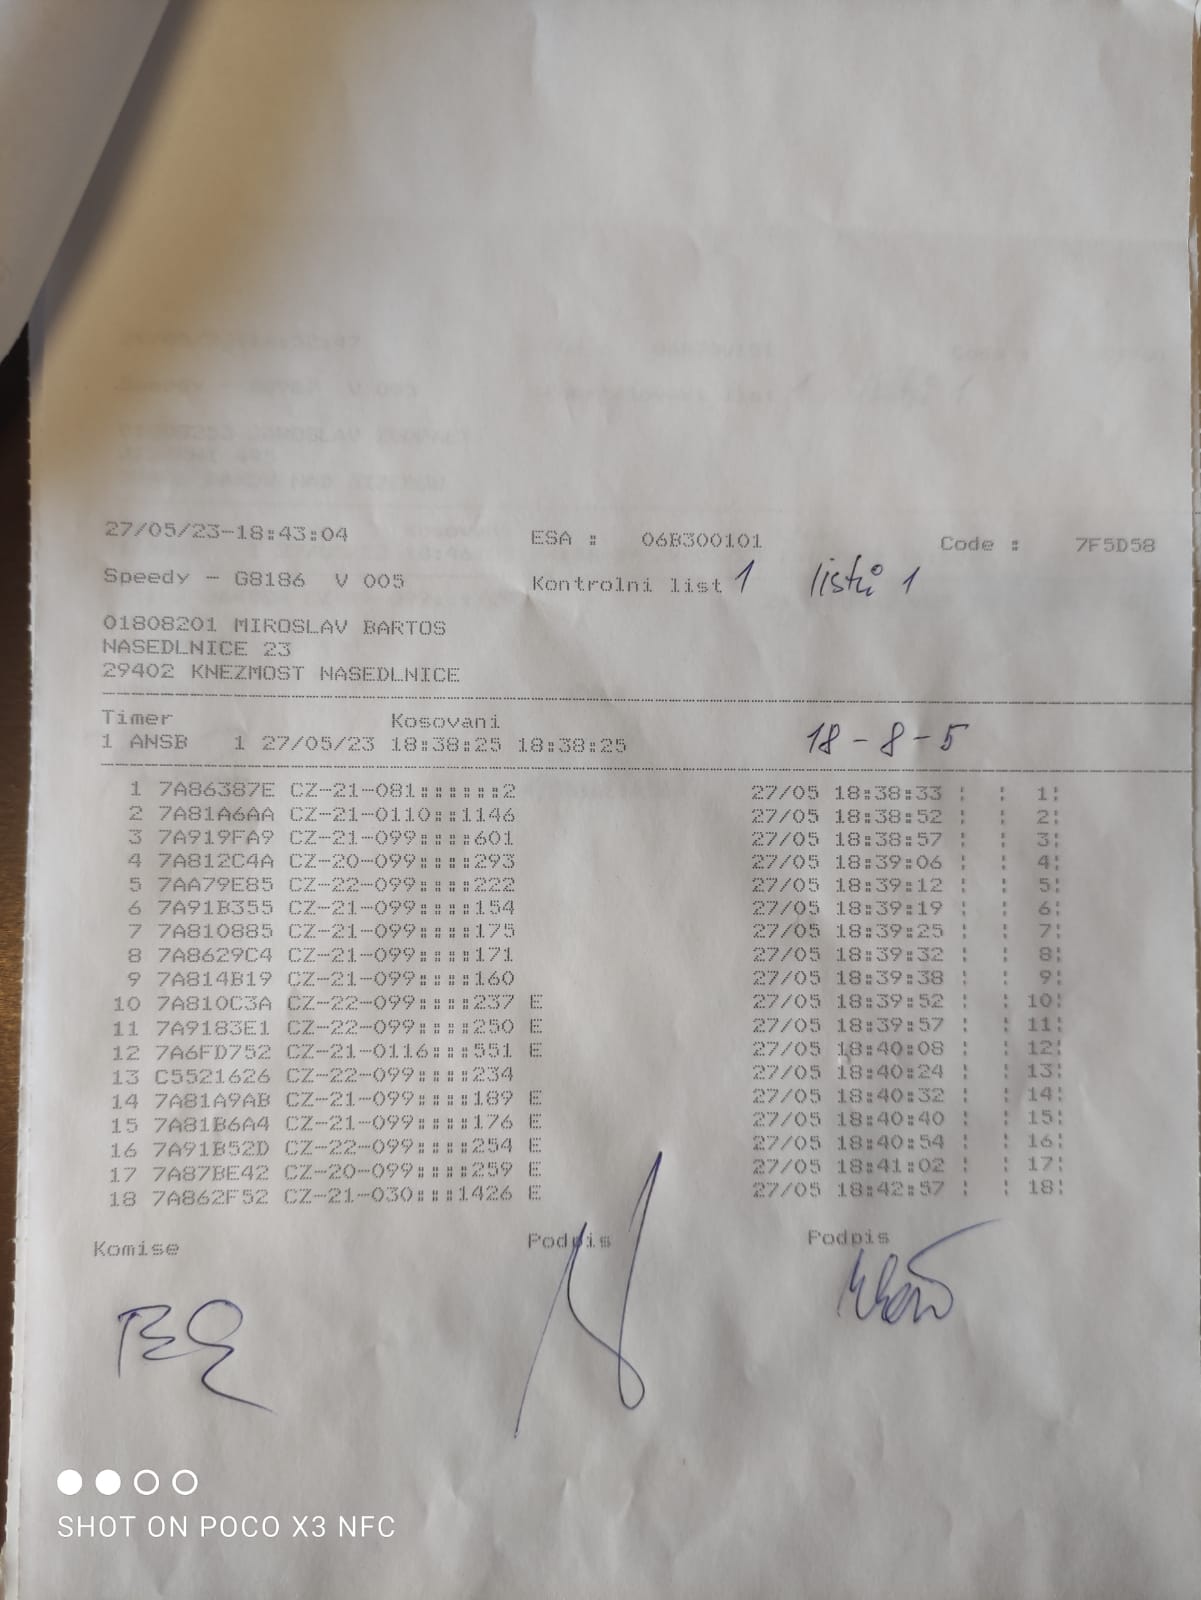 27/05/23-18:43:04 ESA : 06B300101 Code : 7F5D58
Speedy - G8186 V 005 Kontrolni list 1 listů 1
01808201 MIROSLAV BARTOS
NASEDLNICE 23
29402 KNEZMOST NASEDLNICE
Timer Kosovani
1 ANSB 1 27/05/23 18:38:25 18:38:25 18-8-5
1 7A86387E CZ-21-081::::::2 27/05 18:38:33 : : 1:
2 7A81A6AA CZ-21-0110::1146 27/05 18:38:52 : : 2:
3 7A919FA9 CZ-21-099::::601 27/05 18:38:57 : : 3:
4 7A812C4A CZ-20-099::::293 27/05 18:39:06 : : 4:
5 7AA79E85 CZ-22-099::::222 27/05 18:39:12 : : 5:
6 7A91B355 CZ-21-099::::154 27/05 18:39:19 : : 6:
7 7A810885 CZ-21-099::::175 27/05 18:39:25 : : 7:
8 7A8629C4 CZ-21-099::::171 27/05 18:39:32 : : 8:
9 7A814B19 CZ-21-099::::160 27/05 18:39:38 : : 9:
10 7A810C3A CZ-22-099::::237 E 27/05 18:39:52 : : 10:
11 7A9183E1 CZ-22-099::::250 E 27/05 18:39:57 : : 11:
12 7A6FD752 CZ-21-0116:::551 E 27/05 18:40:08 : : 12:
13 C5521626 CZ-22-099::::234 27/05 18:40:24 : : 13:
14 7A81A9AB CZ-21-099::::189 E 27/05 18:40:32 : : 14:
15 7A81B6A4 CZ-21-099::::176 E 27/05 18:40:40 : : 15:
16 7A91B52D CZ-22-099::::254 E 27/05 18:40:54 : : 16:
17 7A87BE42 CZ-20-099::::259 E 27/05 18:41:02 : : 17:
18 7A862F52 CZ-21-030:::1426 E 27/05 18:42:57 : : 18:
Komise Podpis Podpis
SHOT ON POCO X3 NFC